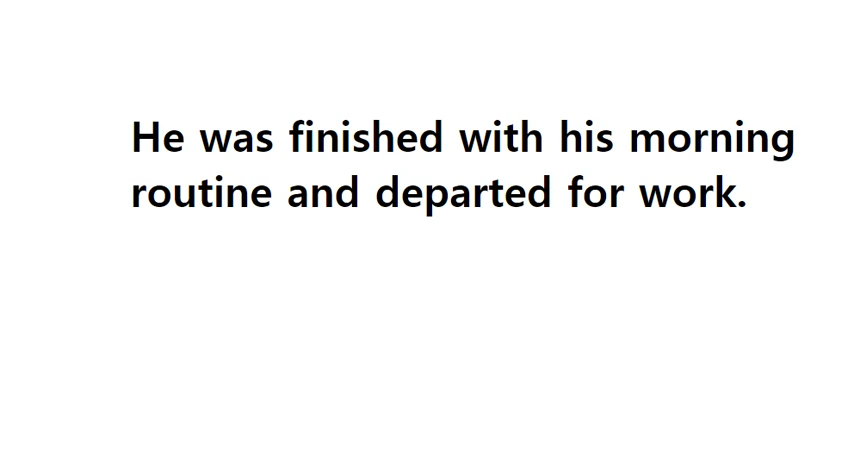 He was finished with his morning
routine and departed for work.